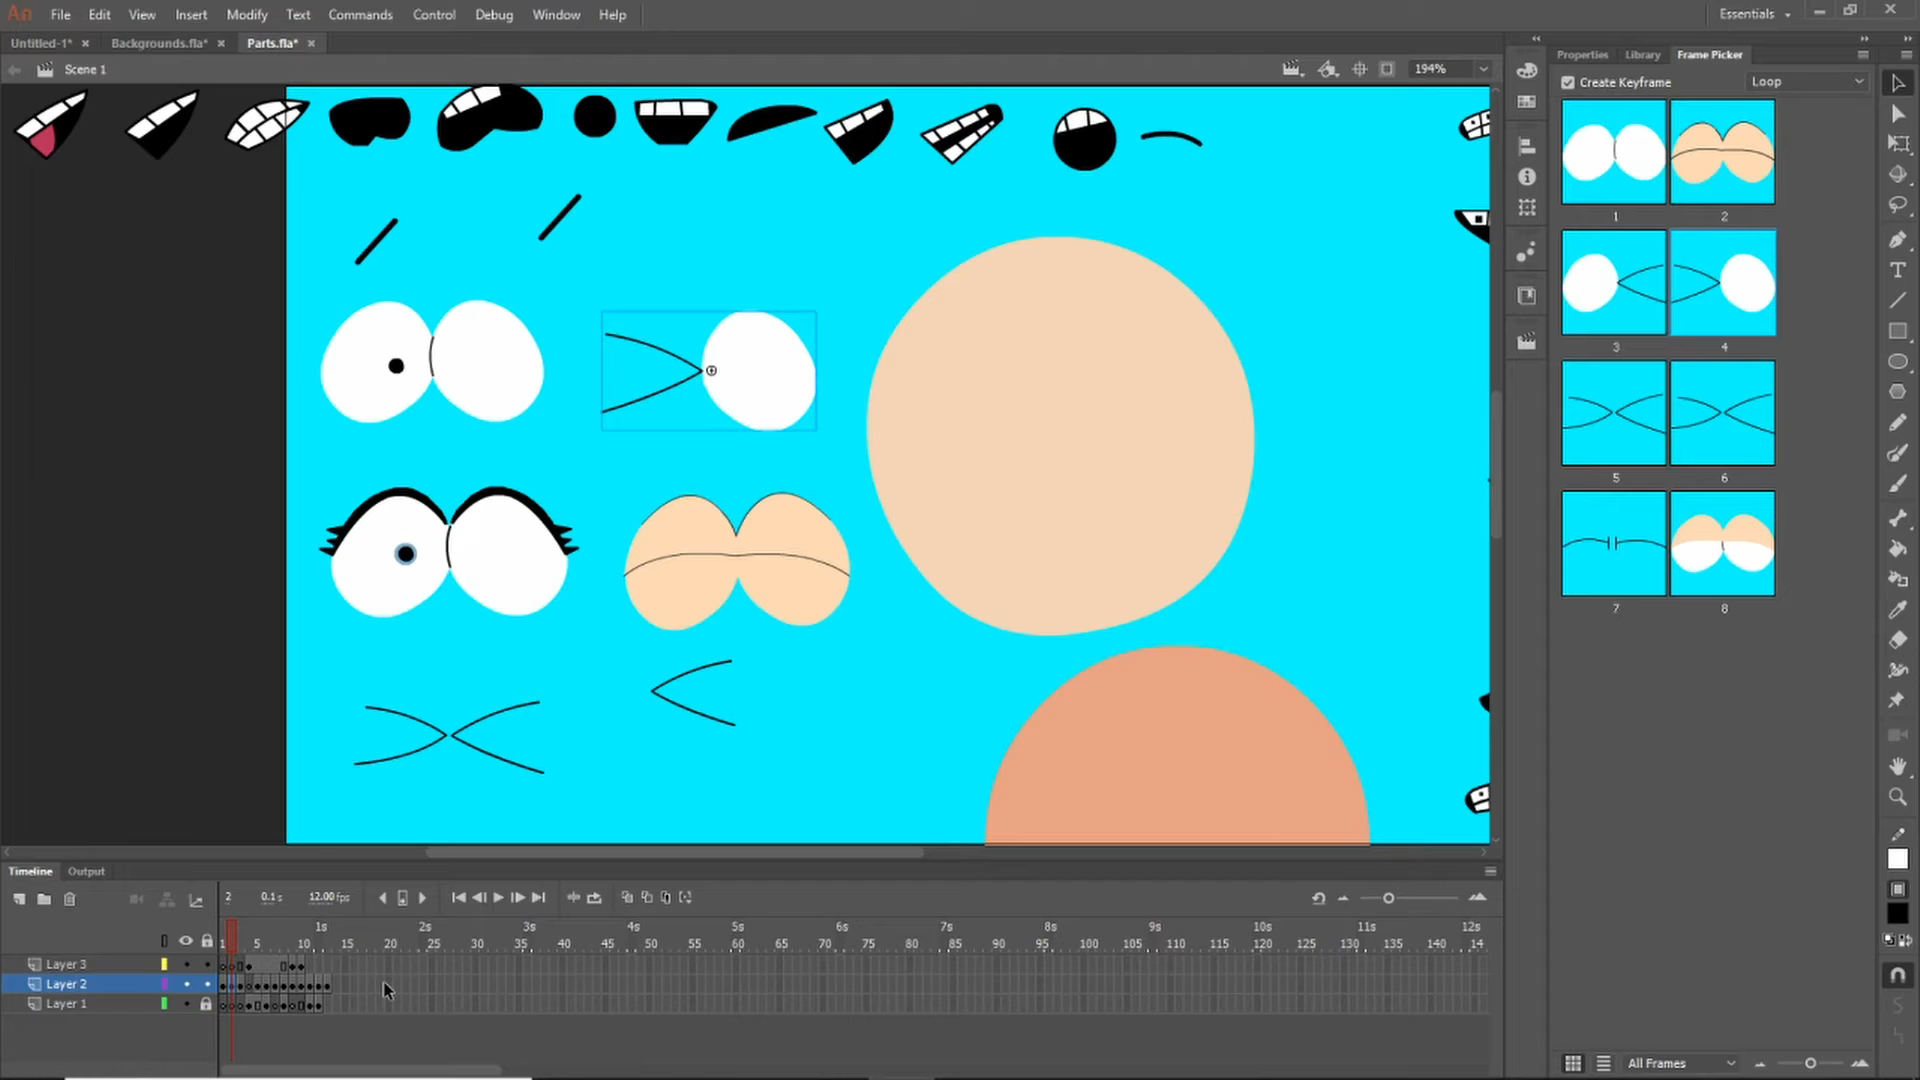 An File Edit View Insert Text Commands Control Debug Window Help Essentials
Untitled-1* × Backgrounds.fla* × Parts.fla* ×
Scene 1 194%
Properties Library Frame Picker
Create Keyframe Loop
1 2
3 4
5 6
7 8
Timeline Output
2 0.1s 12.00 fps
1s 2s 3s 4s 5s 6s 7s 8s 9s 10s 11s 12s
1 5 10 15 20 25 30 35 40 45 50 55 60 65 70 75 80 85 90 95 100 105 110 115 120 125 130 135 140 14
Layer 3
Layer 2
Layer 1
All Frames